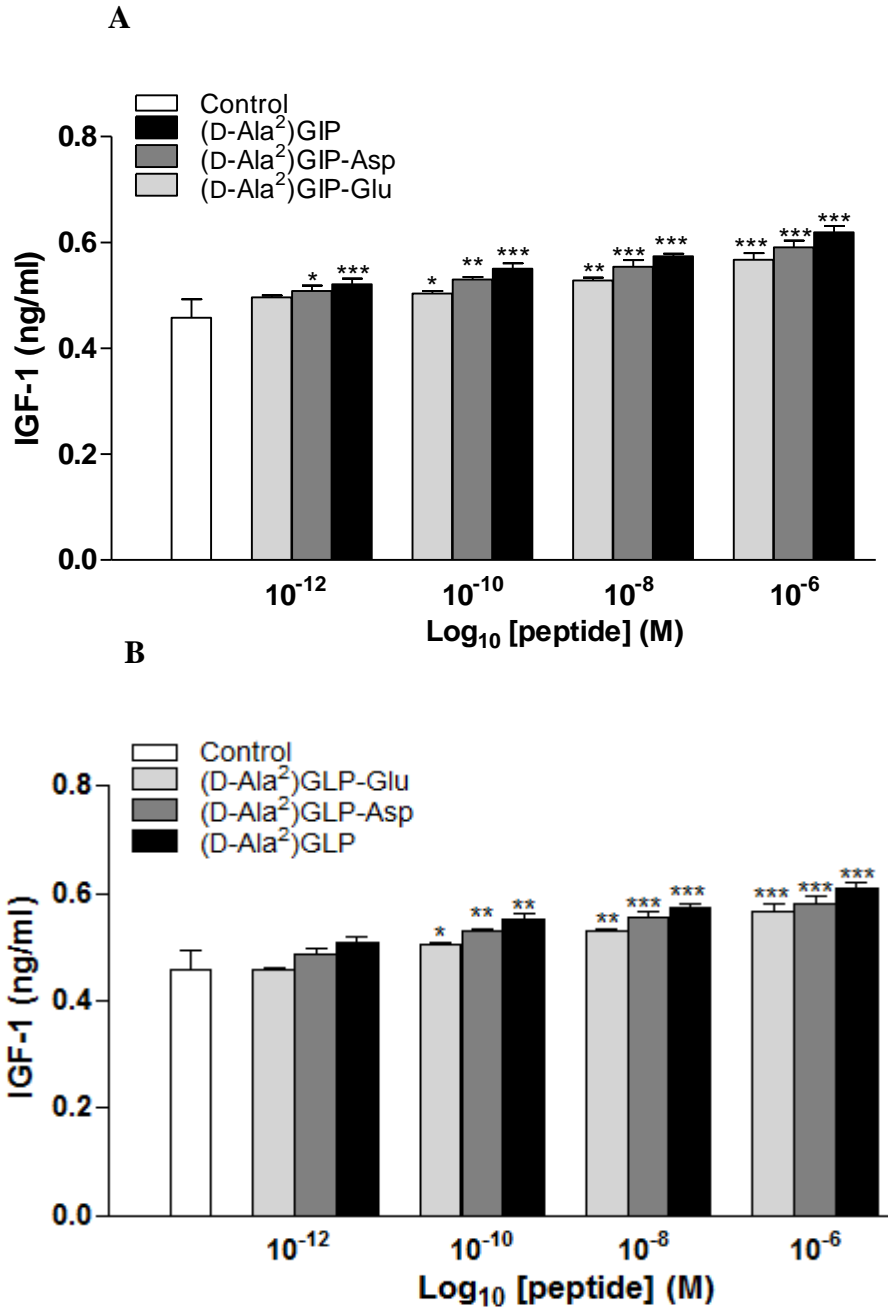 A
Control
(D-Ala²)GIP
(D-Ala²)GIP-Asp
(D-Ala²)GIP-Glu
0.8
0.6
0.4
0.2
0.0
IGF-1 (ng/ml)
* ***
* ** ***
** *** ***
*** *** ***
10⁻¹² 10⁻¹⁰ 10⁻⁸ 10⁻⁶
Log₁₀ [peptide] (M)
B
Control
(D-Ala²)GLP-Glu
(D-Ala²)GLP-Asp
(D-Ala²)GLP
0.8
0.6
0.4
0.2
0.0
IGF-1 (ng/ml)
* ** **
** *** ***
*** *** ***
10⁻¹² 10⁻¹⁰ 10⁻⁸ 10⁻⁶
Log₁₀ [peptide] (M)